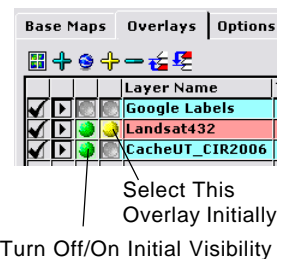 Base Maps Overlays Options
Layer Name
Google Labels
Landsat432
CacheUT_CIR2006
Select This
Overlay Initially
Turn Off/On Initial Visibility